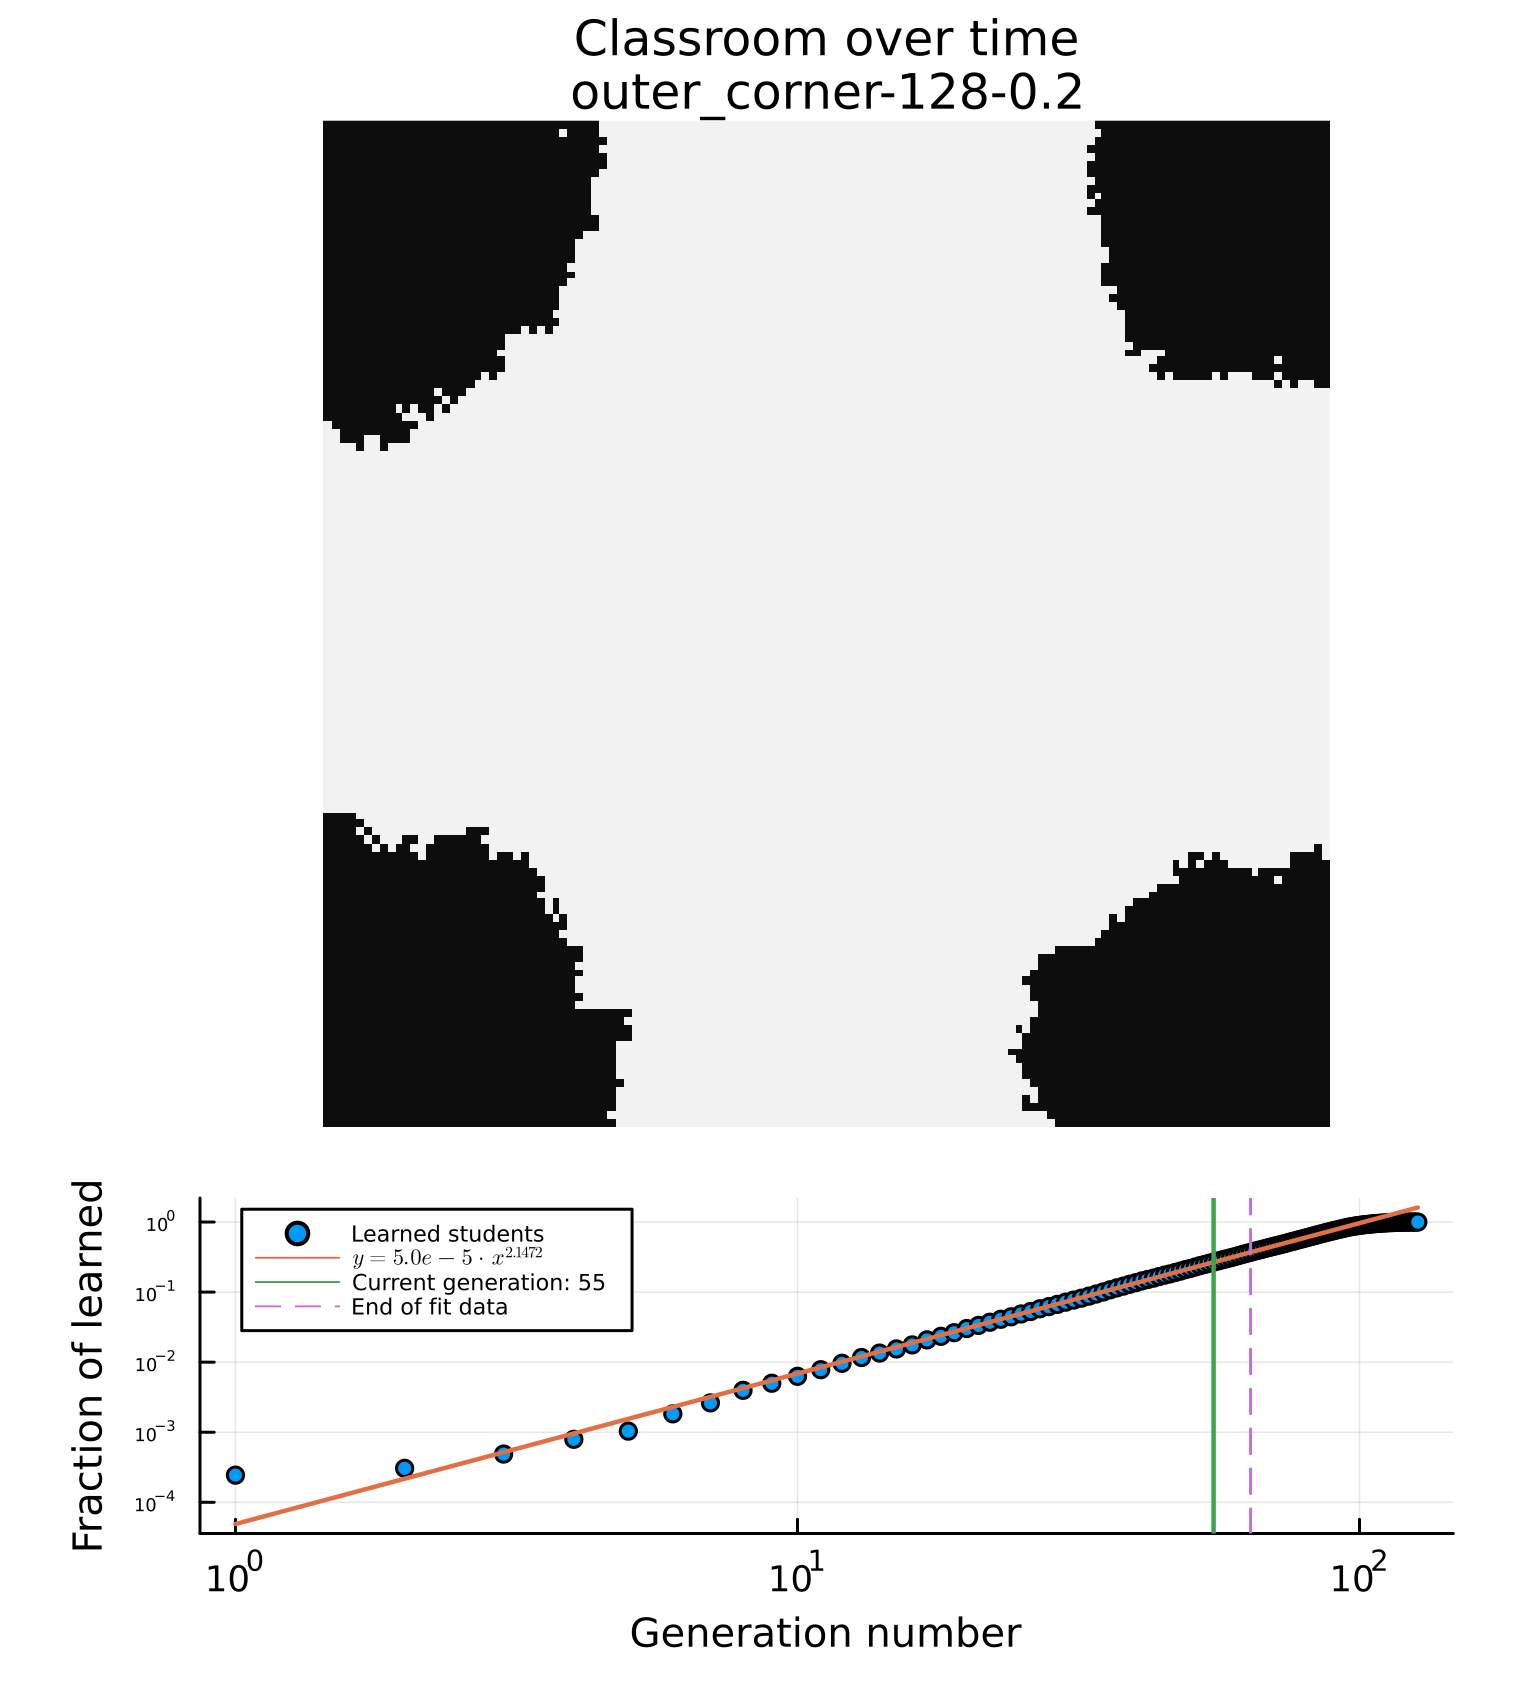 Classroom over time
outer_corner-128-0.2
Fraction of learned
10^0
10^-1
10^-2
10^-3
10^-4
Learned students
y = 5.0e − 5 · x^2.1472
Current generation: 55
End of fit data
10^0 10^1 10^2
Generation number